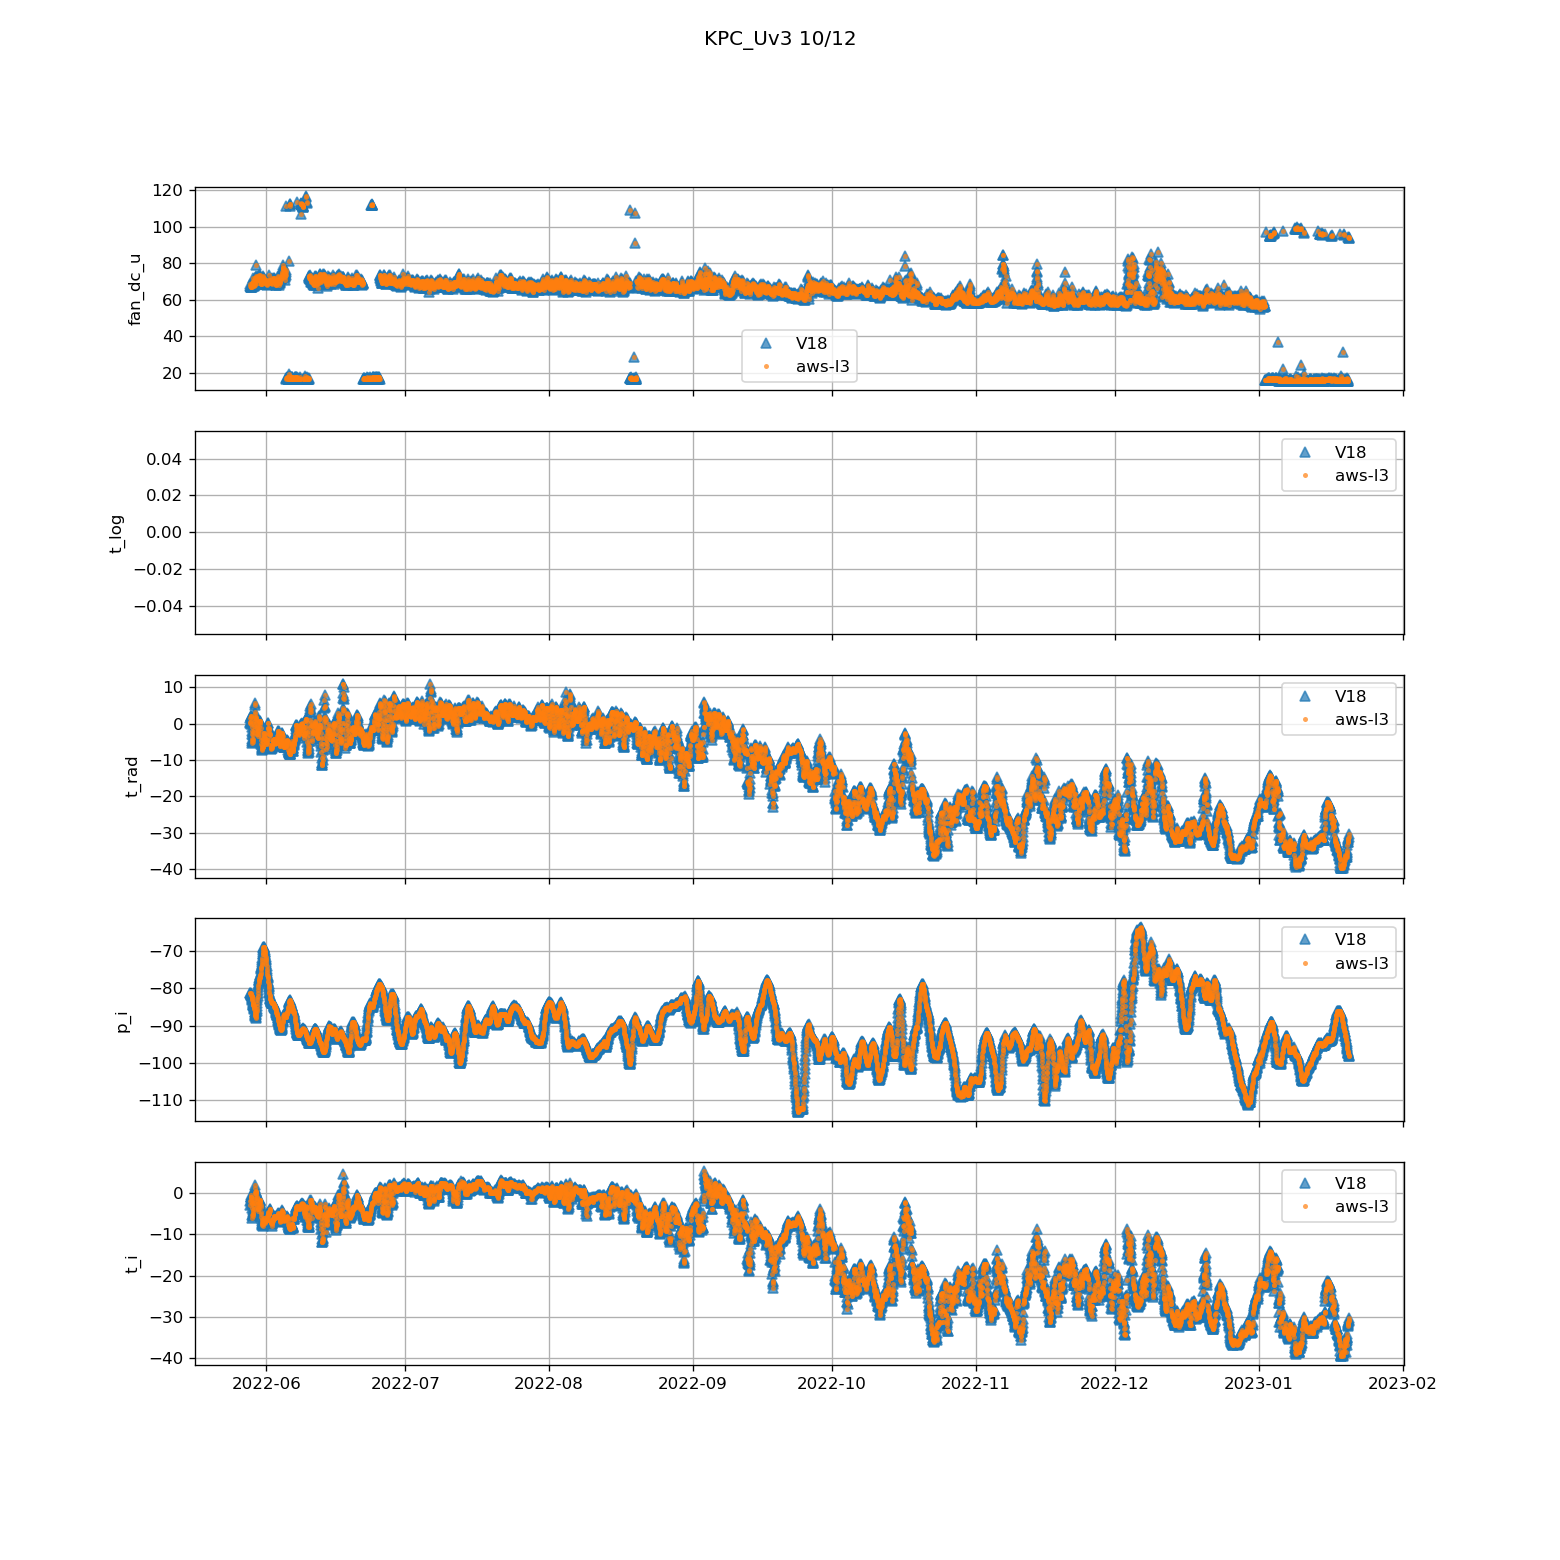 KPC_Uv3 10/12
120
100
80
60
40
20
fan_dc_u
V18
aws-l3
0.04
0.02
0.00
−0.02
−0.04
t_log
V18
aws-l3
10
0
−10
−20
−30
−40
t_rad
V18
aws-l3
−70
−80
−90
−100
−110
p_i
V18
aws-l3
0
−10
−20
−30
−40
t_i
V18
aws-l3
2022-06 2022-07 2022-08 2022-09 2022-10 2022-11 2022-12 2023-01 2023-02